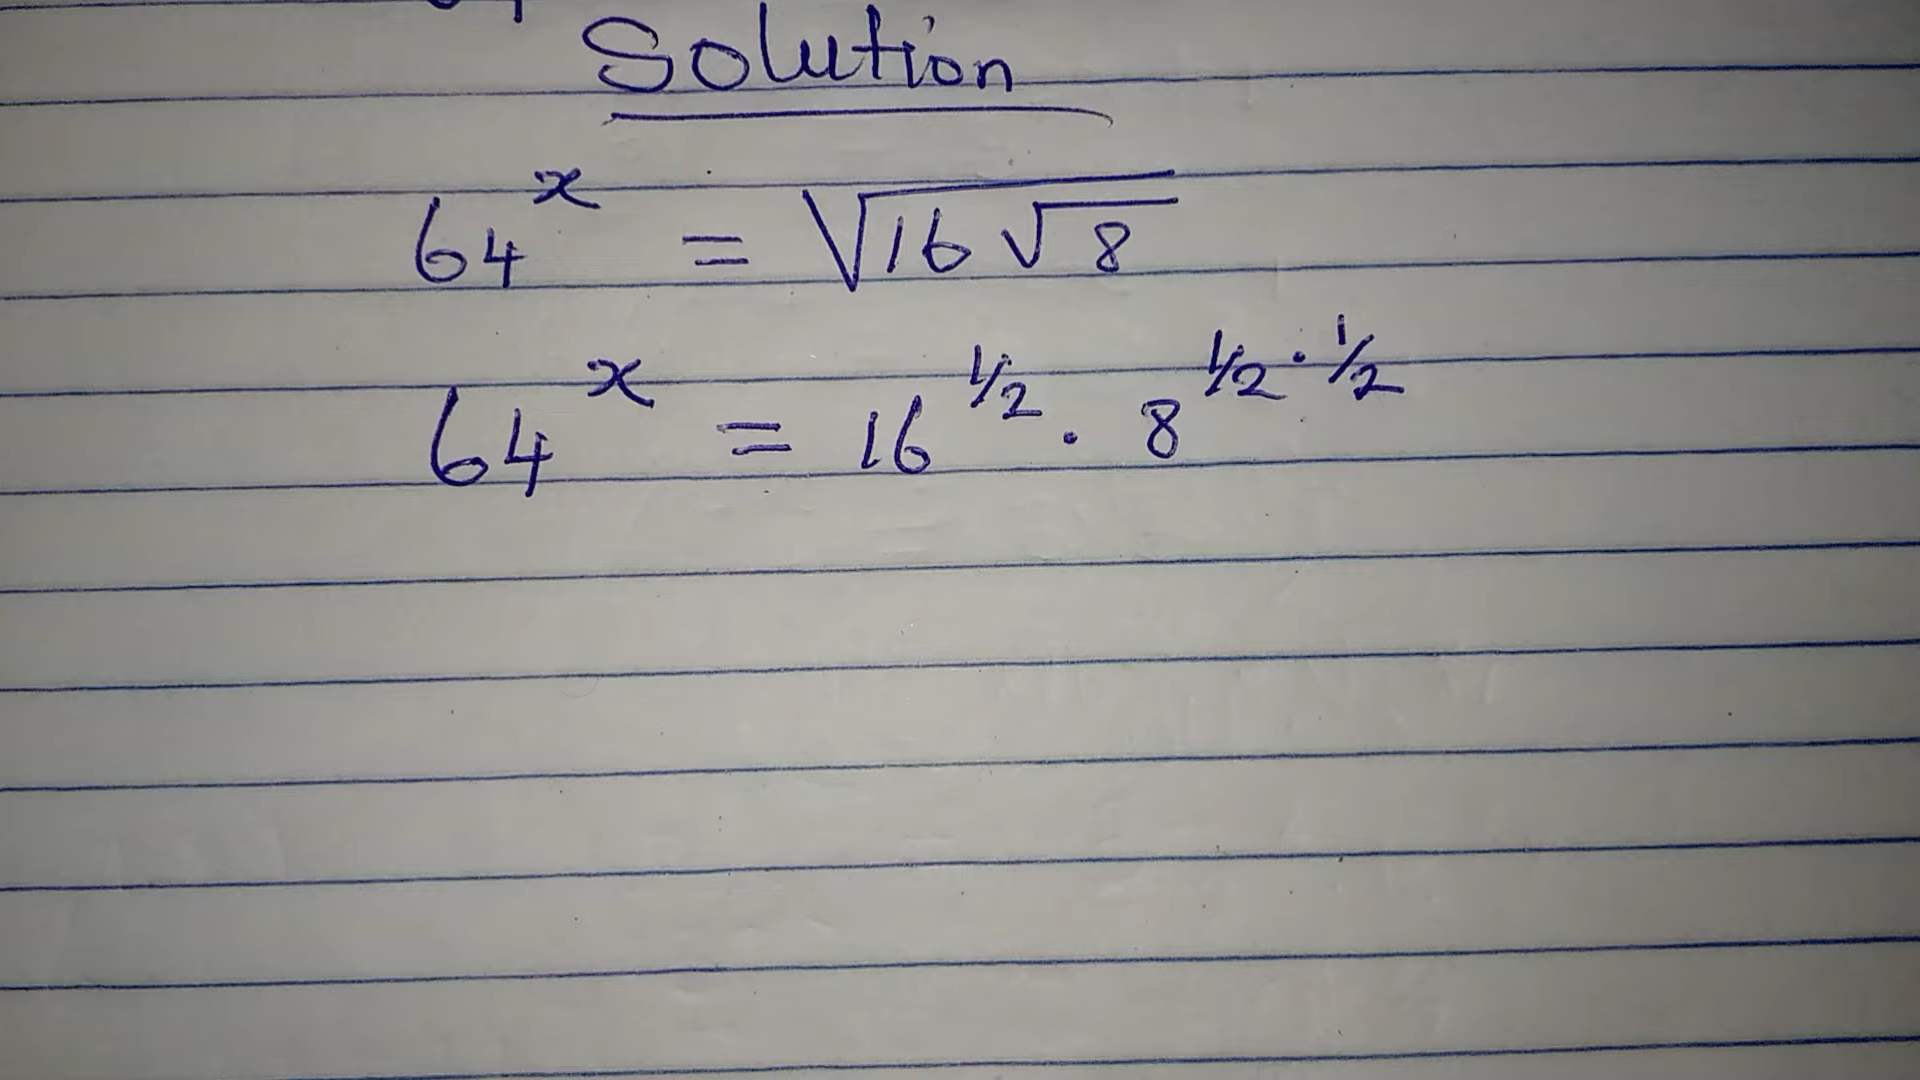 Solution
64^x = √(16√8)
64^x = 16^1/2 · 8^1/2·1/2